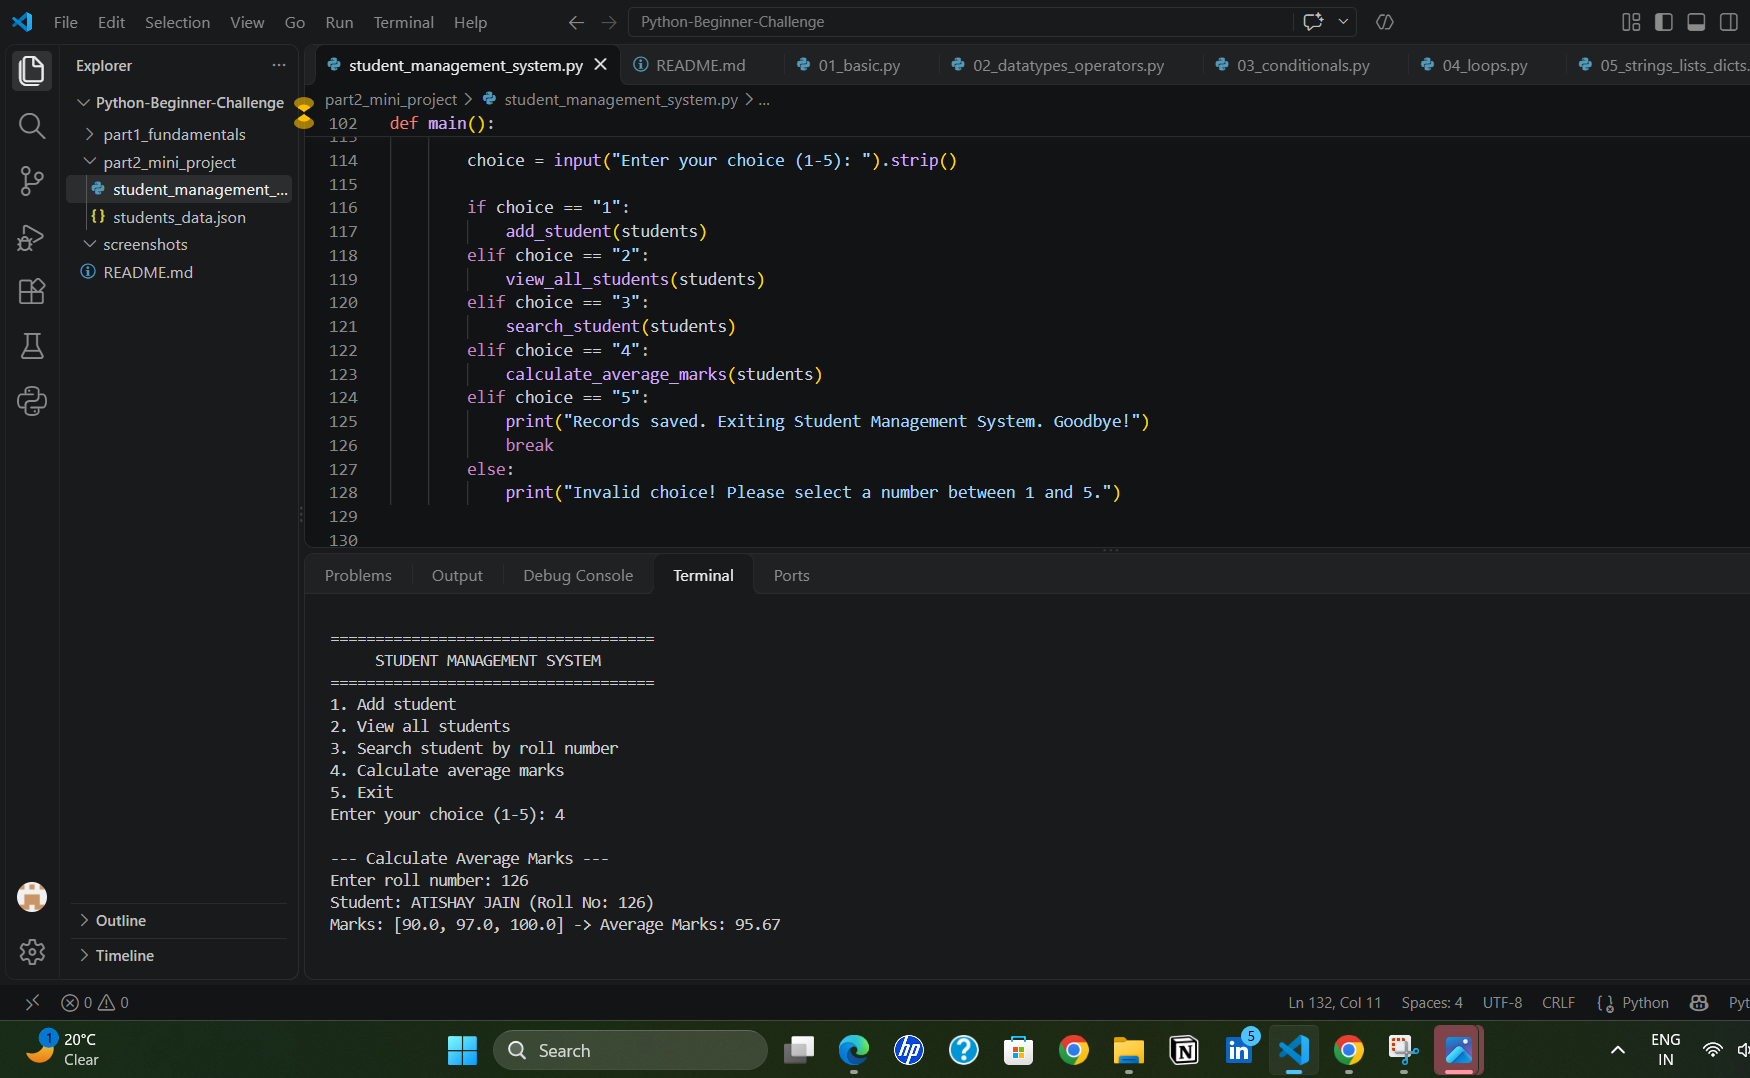 File Edit Selection View Go Run Terminal Help
Python-Beginner-Challenge
Explorer
Python-Beginner-Challenge
part1_fundamentals
part2_mini_project
student_management_...
students_data.json
screenshots
README.md
Outline
Timeline
student_management_system.py README.md 01_basic.py 02_datatypes_operators.py 03_conditionals.py 04_loops.py 05_strings_lists_dicts.
part2_mini_project > student_management_system.py > ...
102 def main():
114 choice = input("Enter your choice (1-5): ").strip()
115
116 if choice == "1":
117 add_student(students)
118 elif choice == "2":
119 view_all_students(students)
120 elif choice == "3":
121 search_student(students)
122 elif choice == "4":
123 calculate_average_marks(students)
124 elif choice == "5":
125 print("Records saved. Exiting Student Management System. Goodbye!")
126 break
127 else:
128 print("Invalid choice! Please select a number between 1 and 5.")
129
130
Problems Output Debug Console Terminal Ports
====================================
STUDENT MANAGEMENT SYSTEM
====================================
1. Add student
2. View all students
3. Search student by roll number
4. Calculate average marks
5. Exit
Enter your choice (1-5): 4
--- Calculate Average Marks ---
Enter roll number: 126
Student: ATISHAY JAIN (Roll No: 126)
Marks: [90.0, 97.0, 100.0] -> Average Marks: 95.67
0 0 Ln 132, Col 11 Spaces: 4 UTF-8 CRLF {} Python Pyt
1
20°C
Clear
Search
hp
5
in
ENG
IN